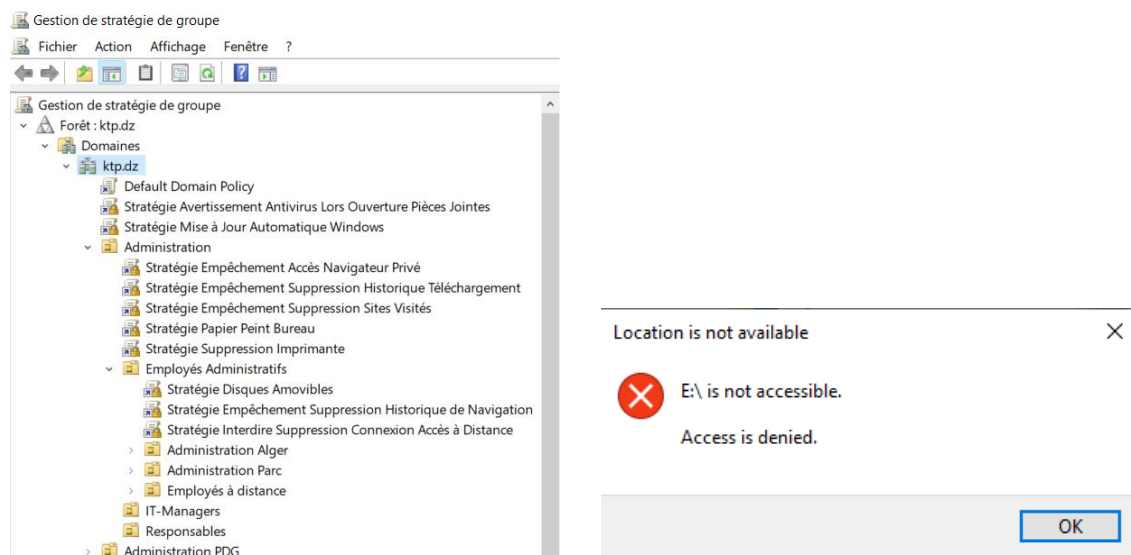 Gestion de stratégie de groupe
Fichier Action Affichage Fenêtre ?
Gestion de stratégie de groupe
Forêt : ktp.dz
Domaines
ktp.dz
Default Domain Policy
Stratégie Avertissement Antivirus Lors Ouverture Pièces Jointes
Stratégie Mise à Jour Automatique Windows
Administration
Stratégie Empêchement Accès Navigateur Privé
Stratégie Empêchement Suppression Historique Téléchargement
Stratégie Empêchement Suppression Sites Visités
Stratégie Papier Peint Bureau
Stratégie Suppression Imprimante
Employés Administratifs
Stratégie Disques Amovibles
Stratégie Empêchement Suppression Historique de Navigation
Stratégie Interdire Suppression Connexion Accès à Distance
Administration Alger
Administration Parc
Employés à distance
IT-Managers
Responsables
Administration PDG
Location is not available
E:\ is not accessible.
Access is denied.
OK